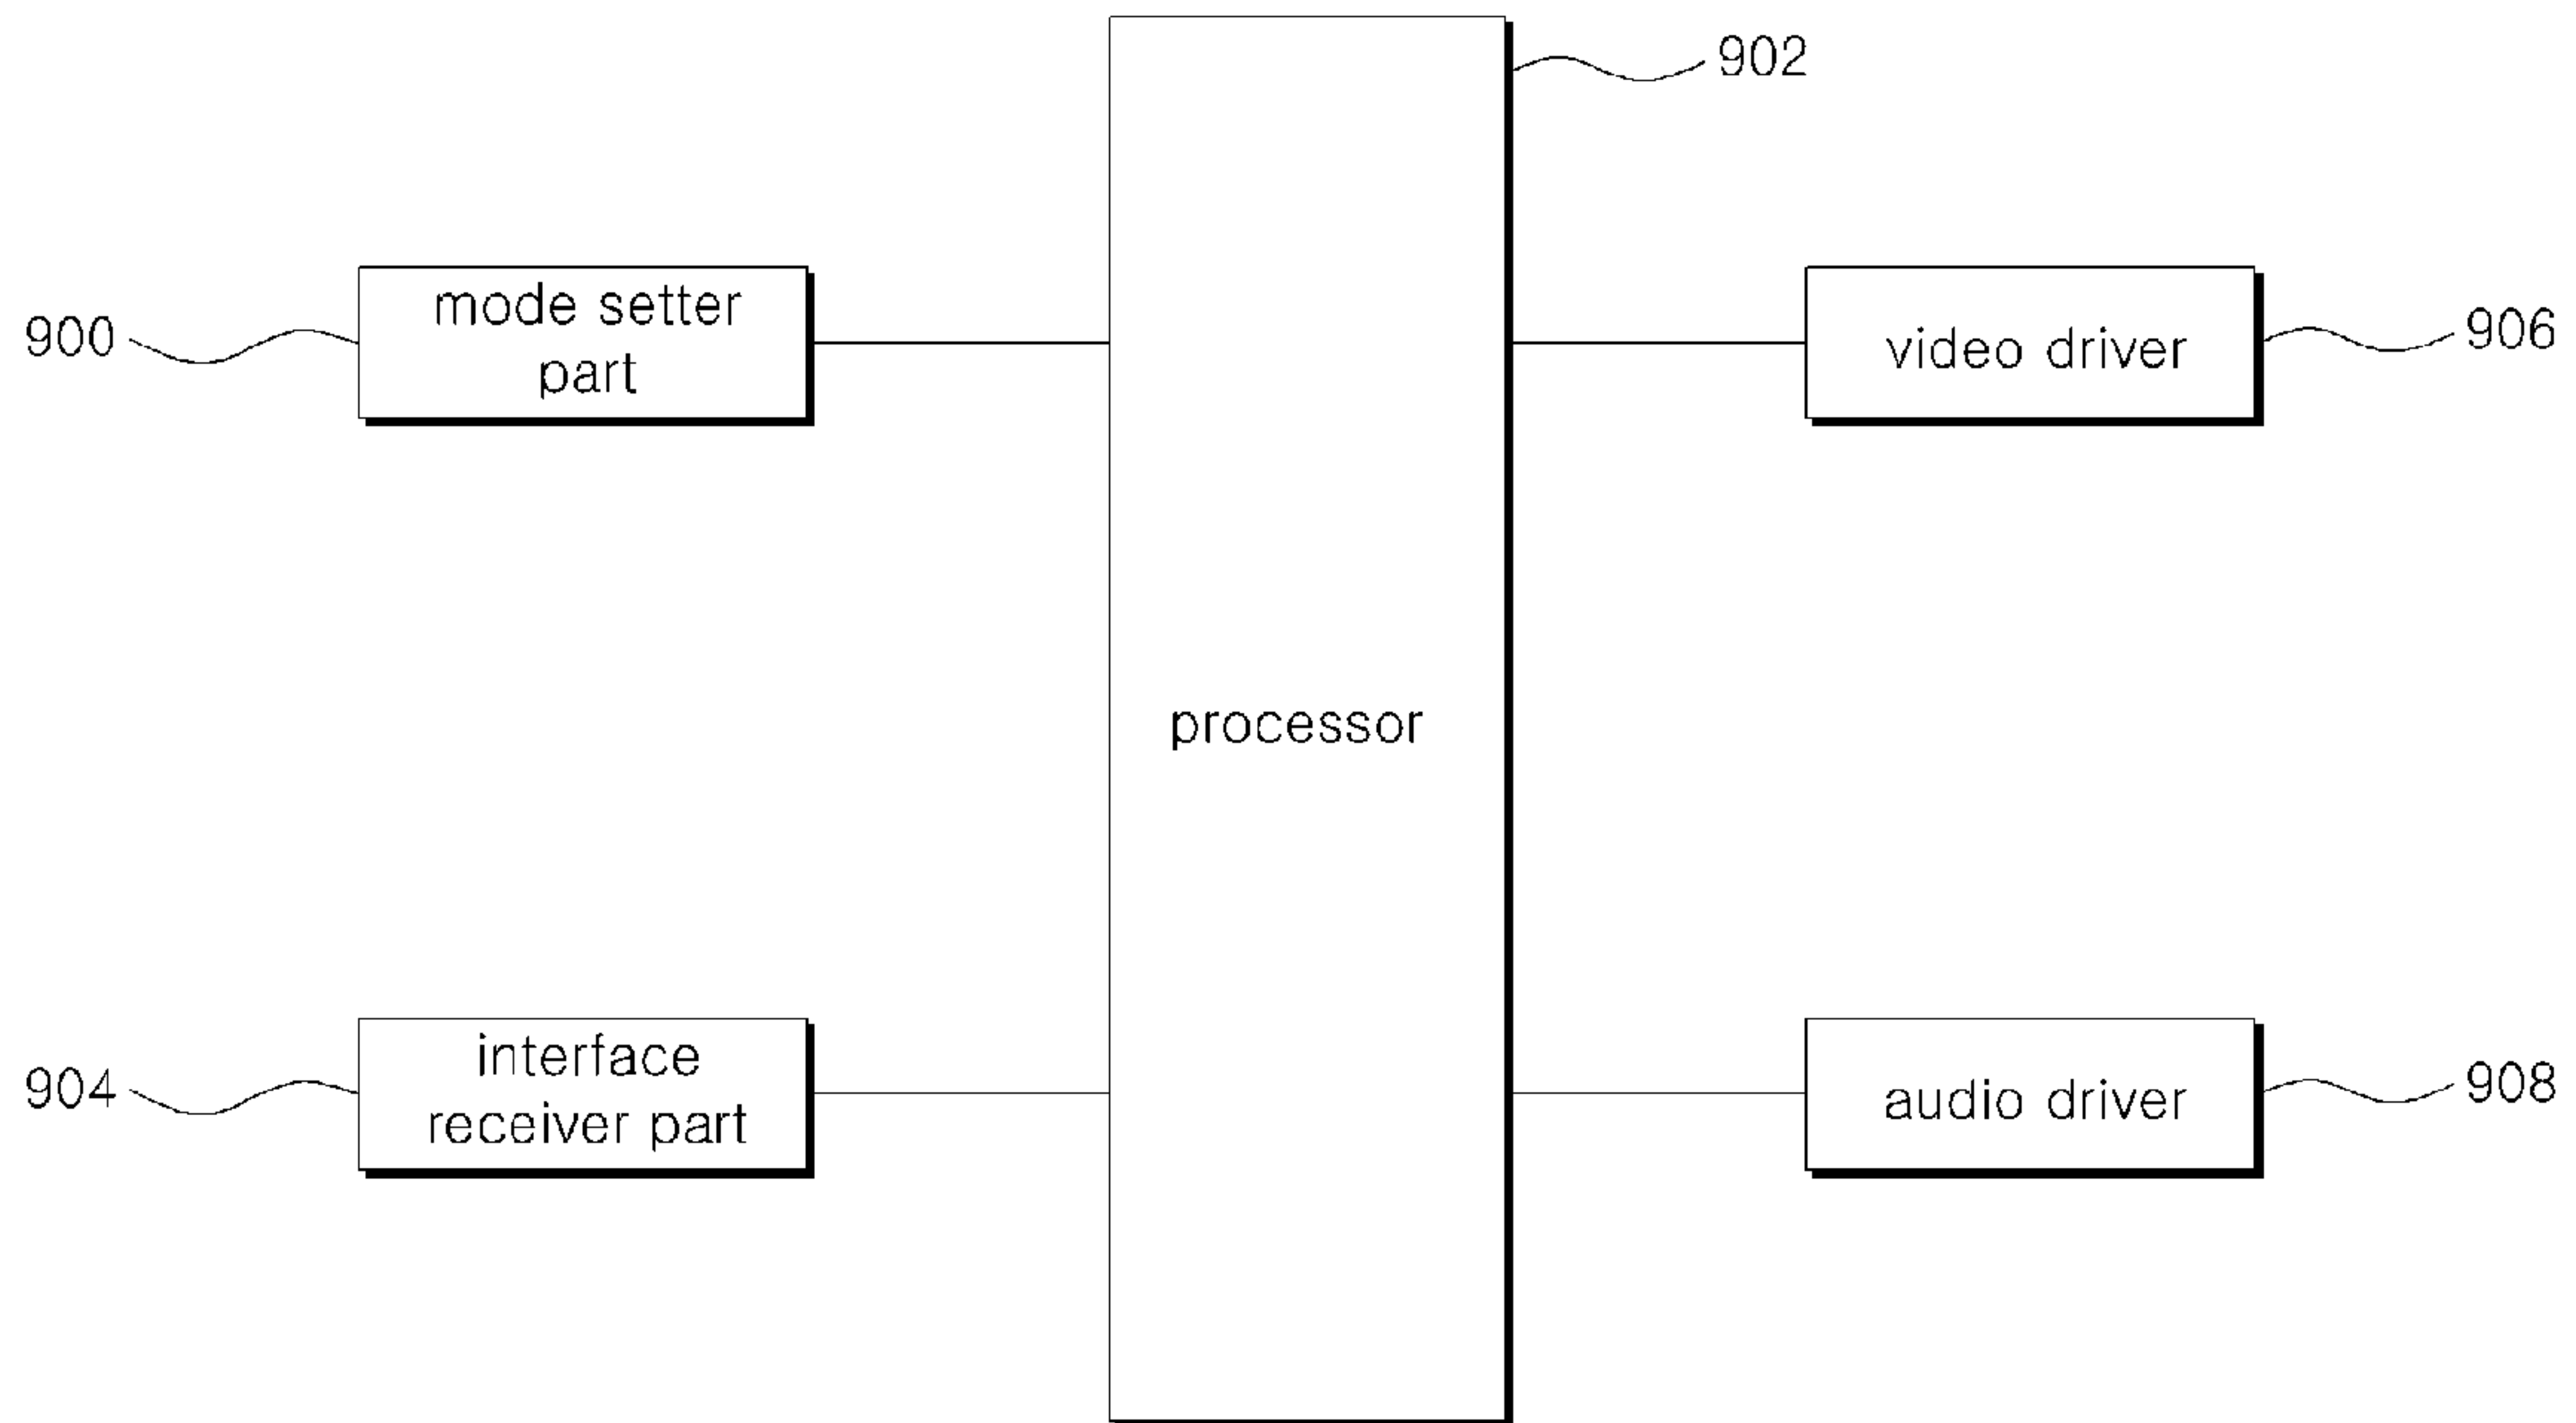 902
mode setter
part
900
video driver
906
processor
interface
receiver part
904
audio driver
908